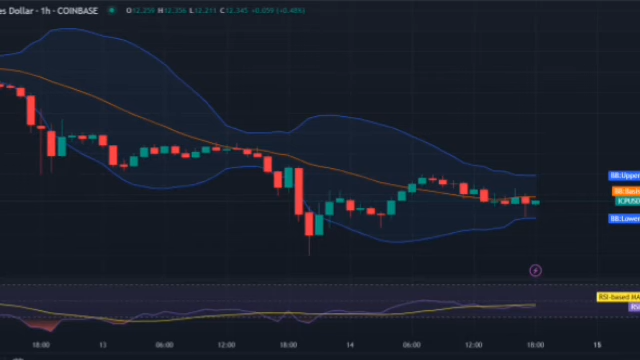 es Dollar · 1h · COINBASE O12.259 H12.356 L12.211 C12.345 +0.059 (+0.48%)
BB:Upper
BB:Basis
ICPUSD
BB:Lower
RSI-based MA
RSI
18:00 13 06:00 12:00 18:00 14 06:00 12:00 18:00 15